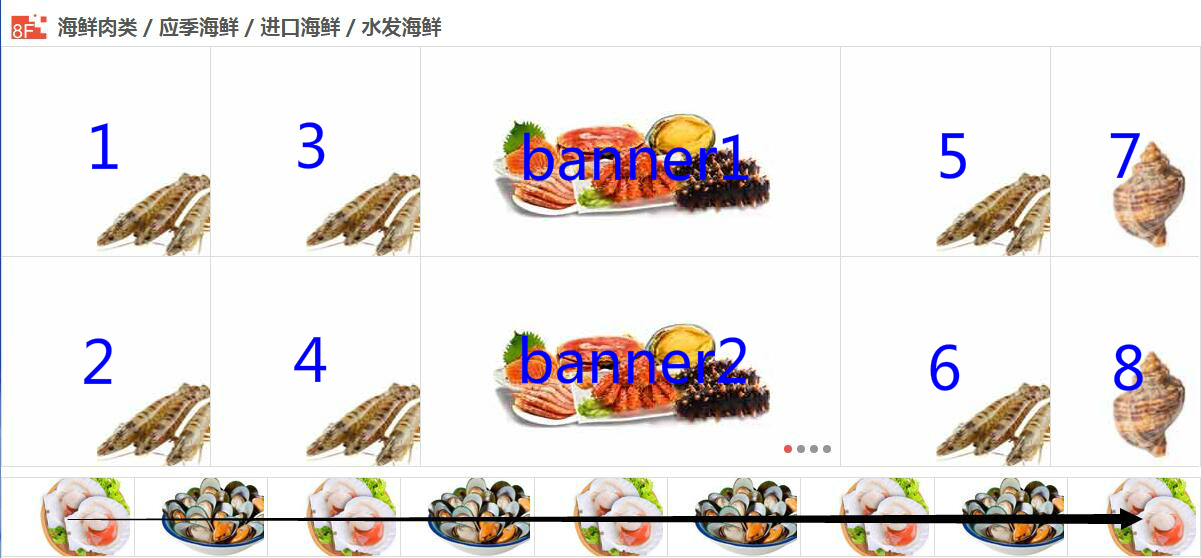 8F 海鲜肉类 / 应季海鲜 / 进口海鲜 / 水发海鲜
1 3 banner1 5 7
2 4 banner2 6 8